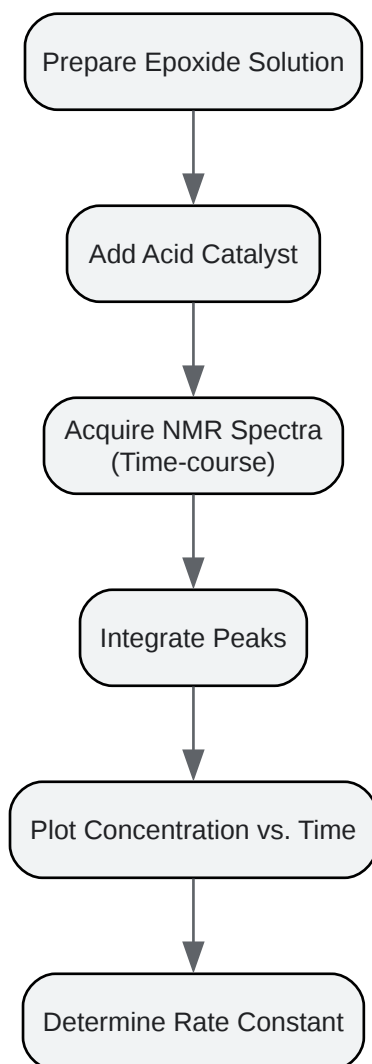 Prepare Epoxide Solution
Add Acid Catalyst
Acquire NMR Spectra
(Time-course)
Integrate Peaks
Plot Concentration vs. Time
Determine Rate Constant